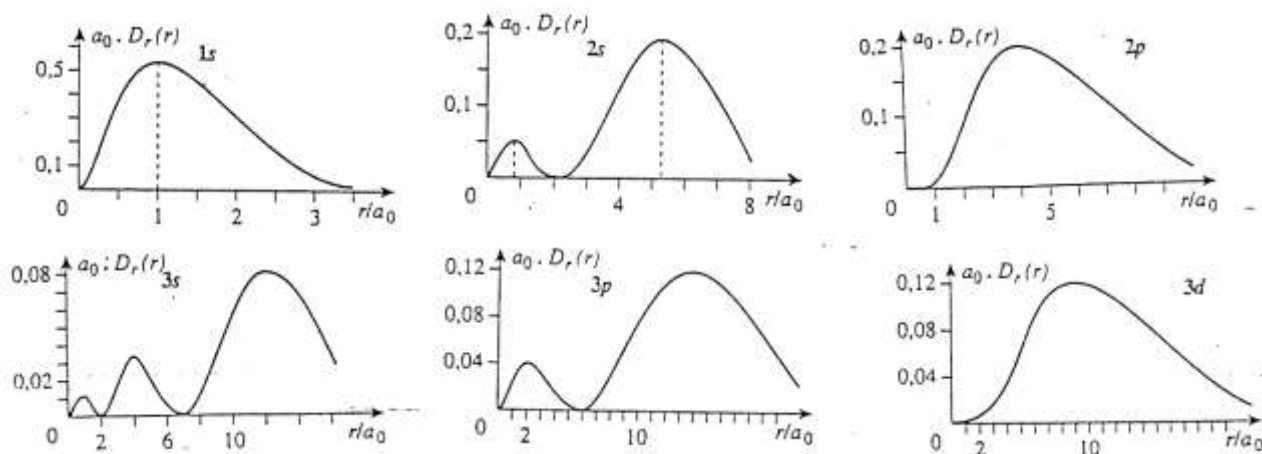 a₀ . Dᵣ(r)
1s
0,5
0,1
0
1
2
3
r/a₀
a₀ . Dᵣ(r)
2s
0,2
0,1
0
4
8
r/a₀
a₀ . Dᵣ(r)
2p
0,2
0,1
0
1
5
r/a₀
a₀ : Dᵣ(r)
3s
0,08
0,02
0
2
6
10
r/a₀
a₀ . Dᵣ(r)
3p
0,12
0,08
0,04
0
2
10
r/a₀
a₀ . Dᵣ(r)
3d
0,12
0,08
0,04
0
2
10
r/a₀